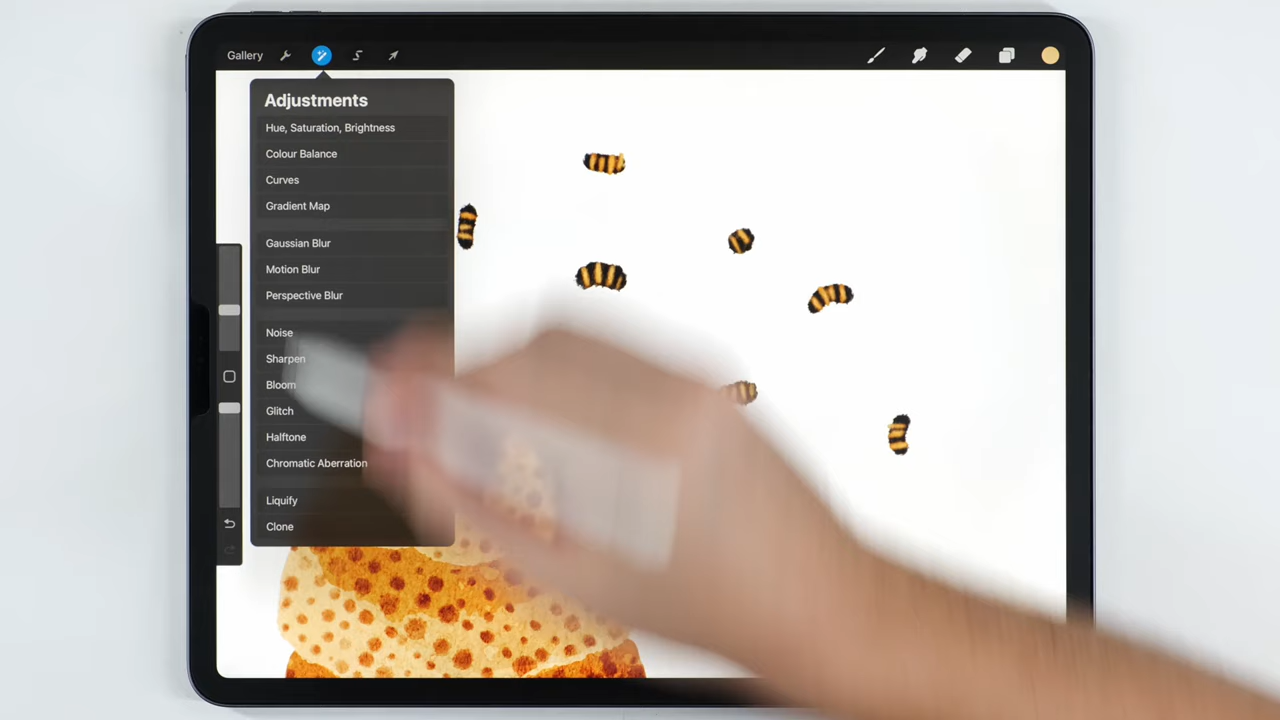 Gallery
Adjustments
Hue, Saturation, Brightness
Colour Balance
Curves
Gradient Map
Gaussian Blur
Motion Blur
Perspective Blur
Noise
Sharpen
Bloom
Glitch
Halftone
Chromatic Aberration
Liquify
Clone